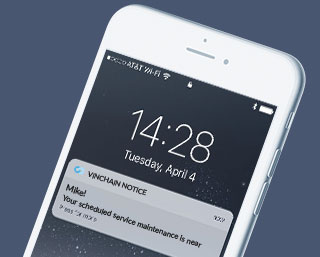 AT&T Wi-Fi
14:28
Tuesday, April 4
VINCHAIN NOTICE
Mike!
Your scheduled service maintenance is near